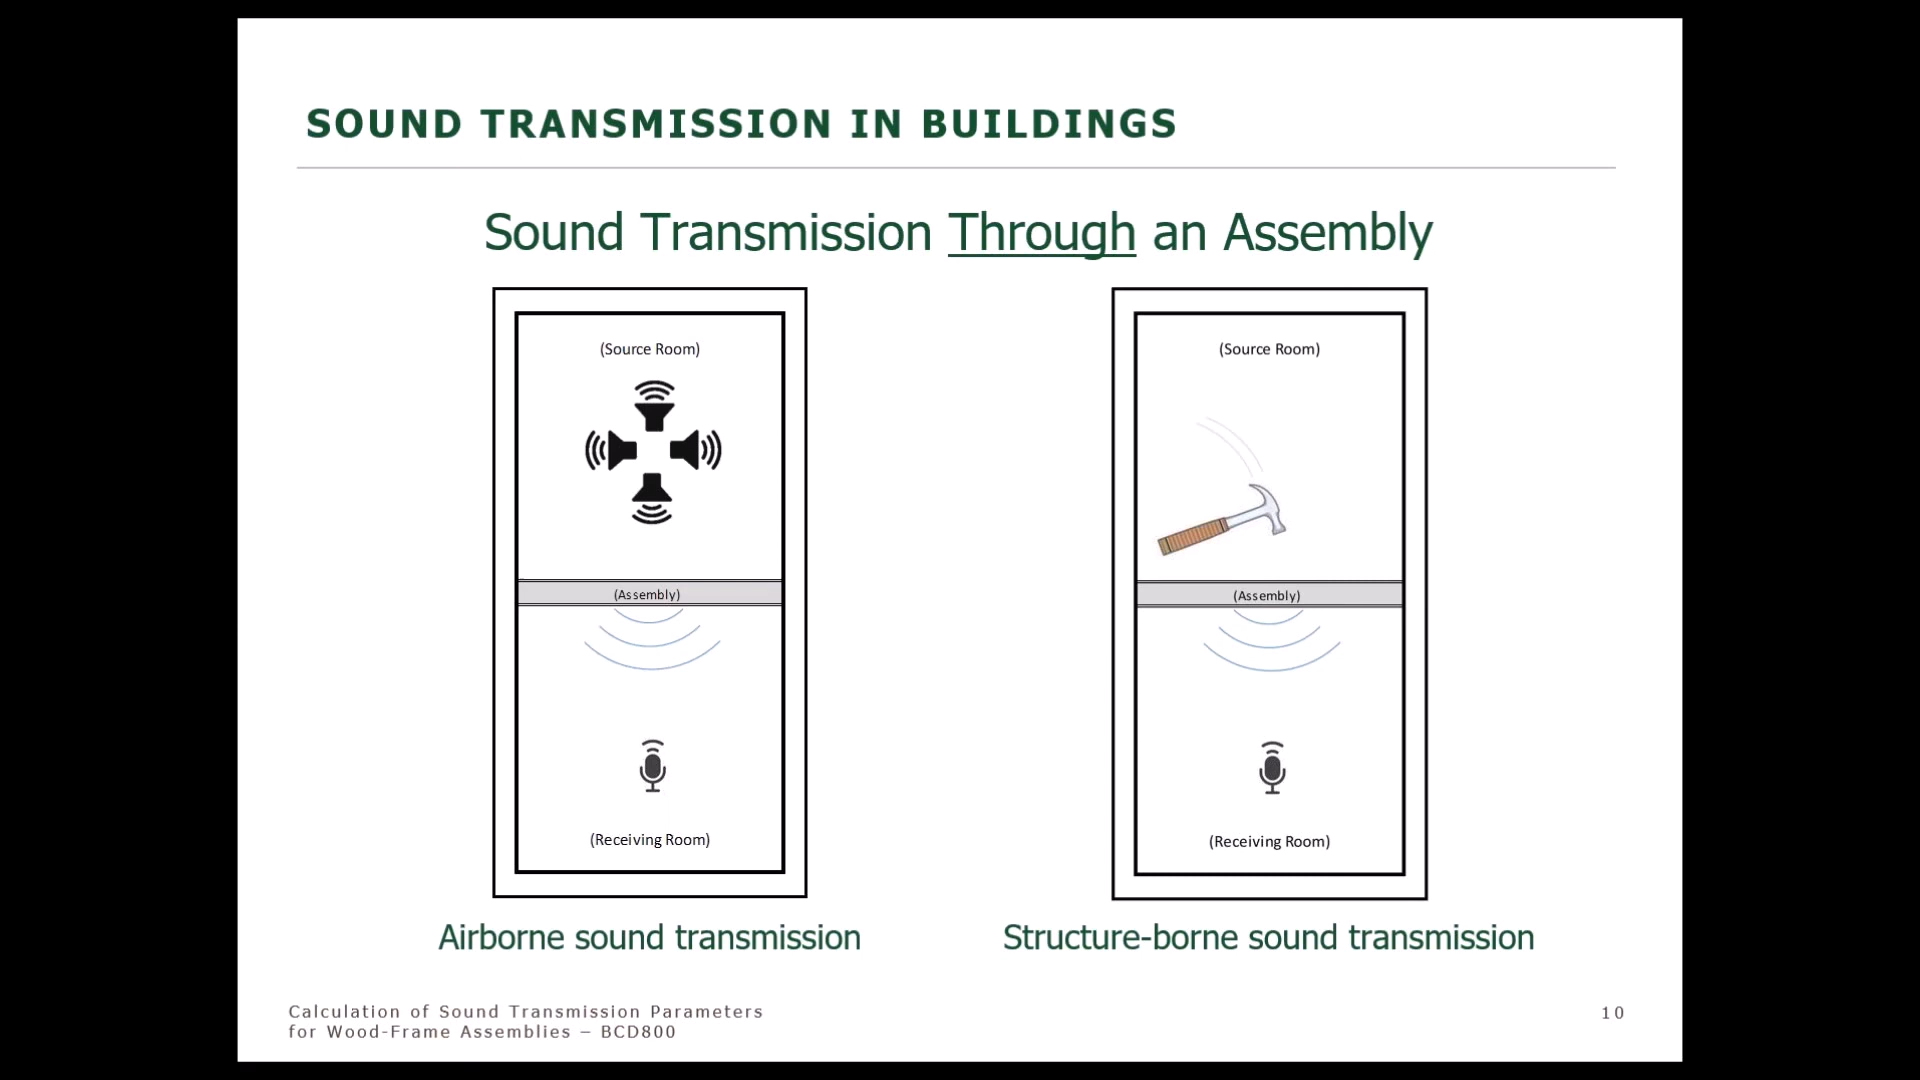 SOUND TRANSMISSION IN BUILDINGS
Sound Transmission Through an Assembly
(Source Room)
(Assembly)
(Receiving Room)
Airborne sound transmission
(Source Room)
(Assembly)
(Receiving Room)
Structure-borne sound transmission
Calculation of Sound Transmission Parameters
for Wood-Frame Assemblies – BCD800
10